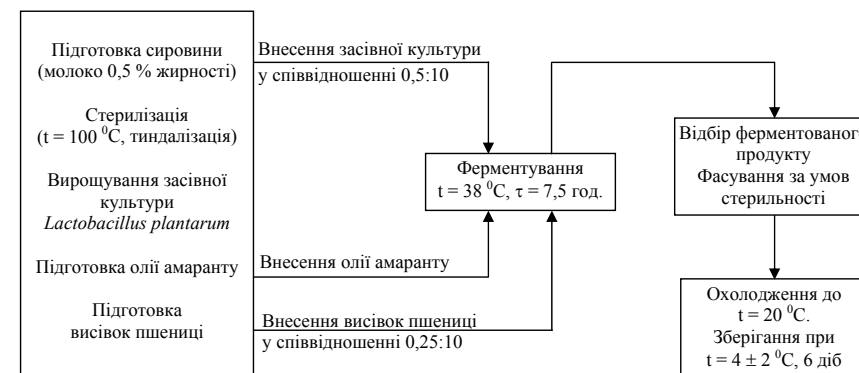 Підготовка сировини
(молоко 0,5 % жирності)
Стерилізація
(t = 100 ⁰С, тиндалізація)
Вирощування засівної
культури
Lactobacillus plantarum
Підготовка олії амаранту
Підготовка
висівок пшениці
Внесення засівної культури
у співвідношенні 0,5:10
Внесення олії амаранту
Внесення висівок пшениці
у співвідношенні 0,25:10
Ферментування
t = 38 ⁰С, τ = 7,5 год.
Відбір ферментованого
продукту
Фасування за умов
стерильності
Охолодження до
t = 20 ⁰С.
Зберігання при
t = 4 ± 2 ⁰С, 6 діб